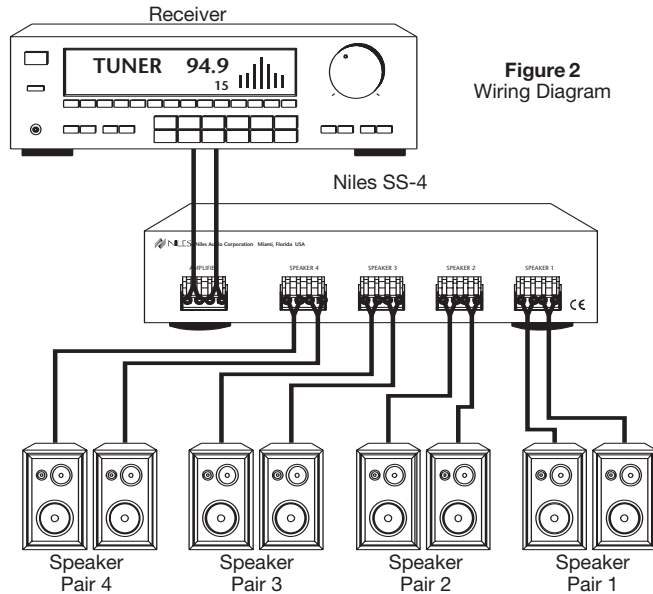 Receiver
TUNER 94.9
15
Figure 2
Wiring Diagram
Niles SS-4
NILES Niles Audio Corporation Miami, Florida USA
AMPLIFIER SPEAKER 4 SPEAKER 3 SPEAKER 2 SPEAKER 1
CE
Speaker Pair 4
Speaker Pair 3
Speaker Pair 2
Speaker Pair 1